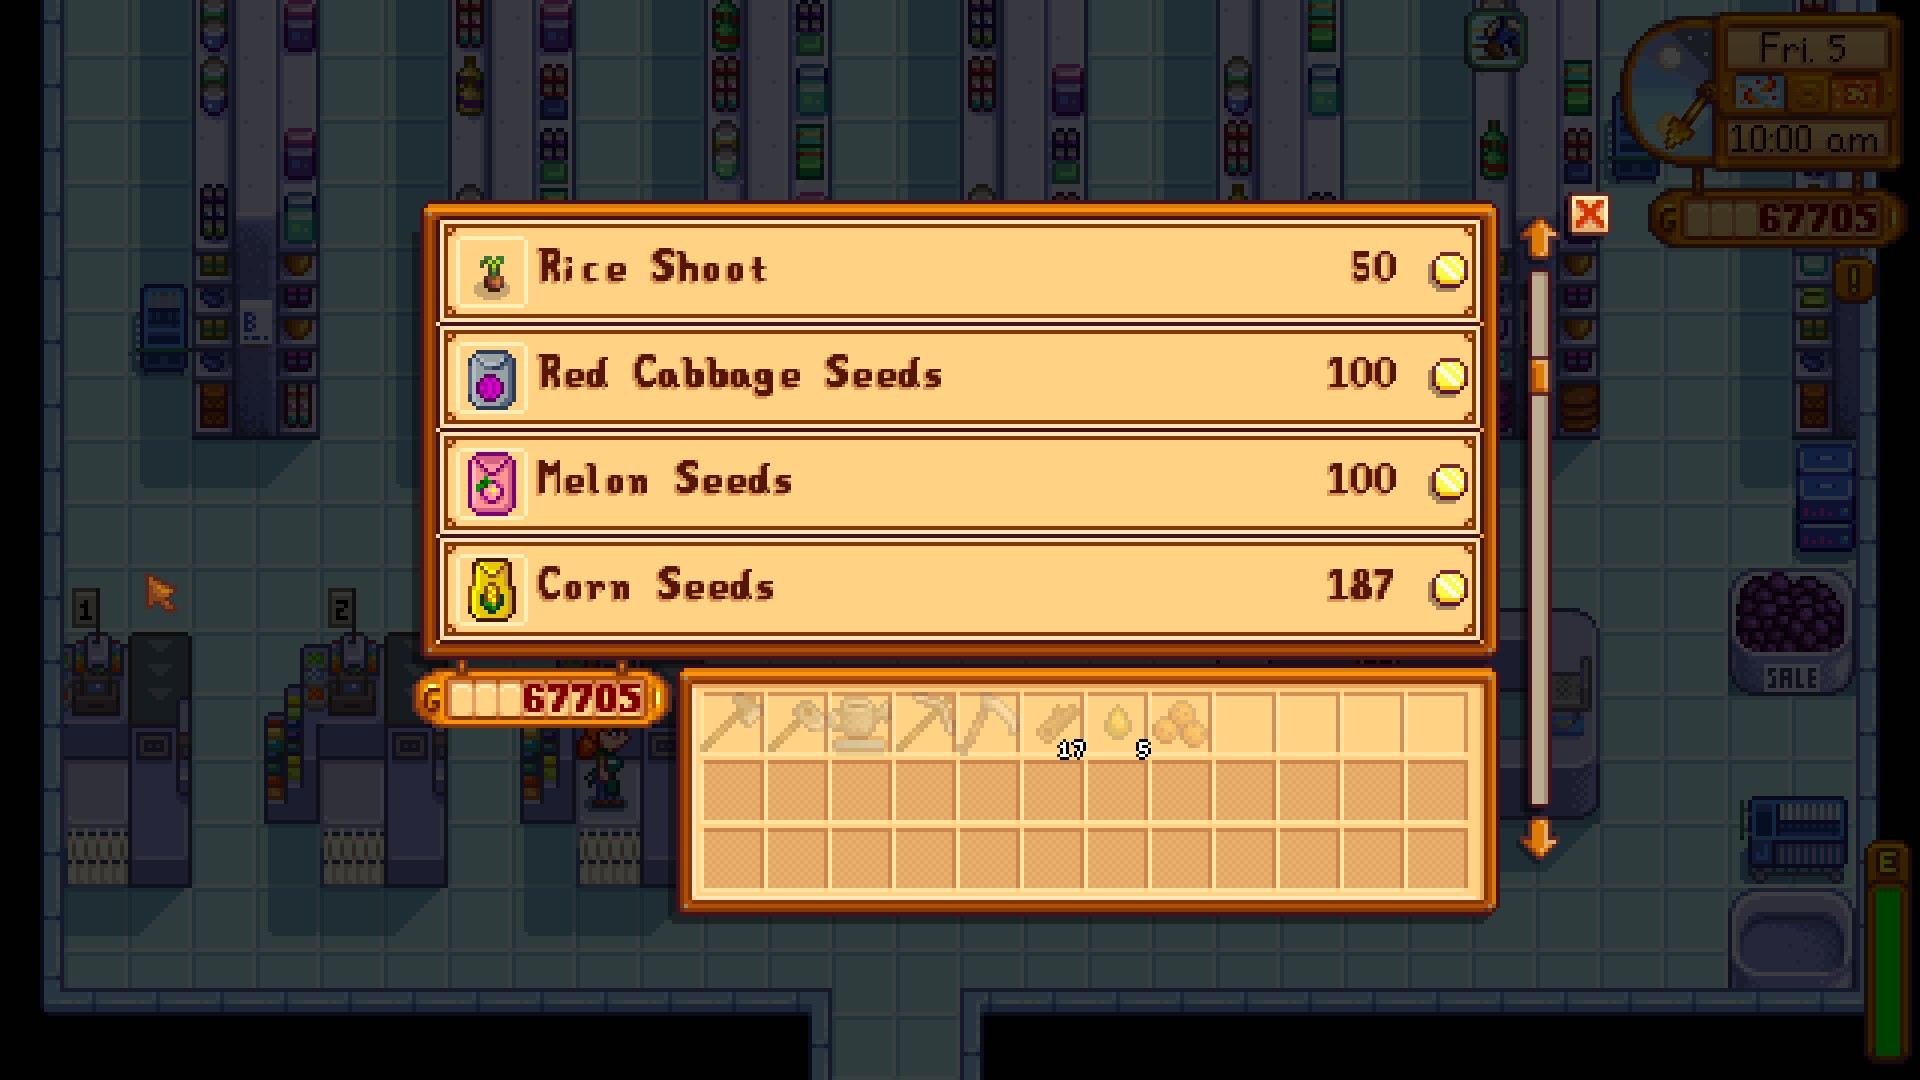 Fri. 5
10:00 am
G 67705
Rice Shoot 50
Red Cabbage Seeds 100
Melon Seeds 100
Corn Seeds 187
G 67705
17 5
1
2
B
SALE
E